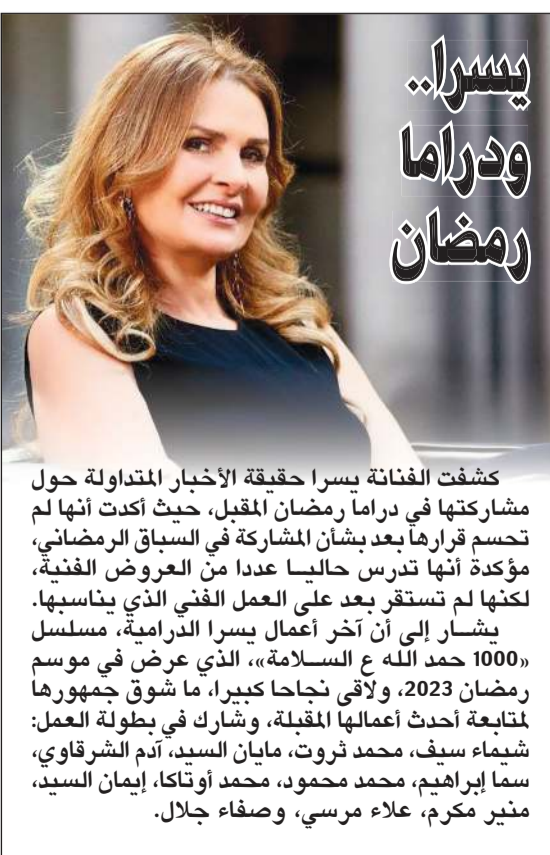 يسرا..
ودراما
رمضان
كشفت الفنانة يسرا حقيقة الأخبار المتداولة حول
مشاركتها في دراما رمضان المقبل، حيث أكدت أنها لم
تحسم قرارها بعد بشأن المشاركة في السباق الرمضاني،
مؤكدة أنها تدرس حاليـا عددا من العروض الفنية،
لكنها لم تستقر بعد على العمل الفني الذي يناسبها.
يشـار إلى أن آخر أعمال يسرا الدرامية، مسلسل
«1000 حمد الله ع السـلامة»، الذي عرض في موسم
رمضان 2023، ولاقى نجاحا كبيرا، ما شوق جمهورها
لمتابعة أحدث أعمالها المقبلة، وشارك في بطولة العمل:
شيماء سيف، محمد ثروت، مايان السيد، آدم الشرقاوي،
سما إبراهيم، محمد محمود، محمد أوتاكا، إيمان السيد،
منير مكرم، علاء مرسي، وصفاء جلال.